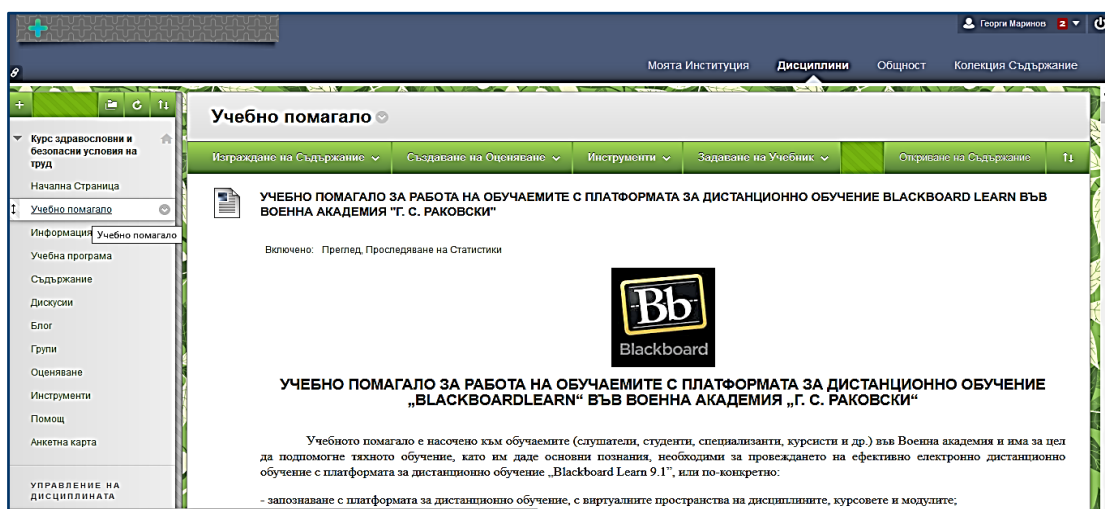 Георги Маринов 2
Моята Институция Дисциплини Общност Колекция Съдържание
Учебно помагало
Курс здравословни и
безопасни условия на
труд
Начална Страница
Учебно помагало
Информация
Учебно помагало
Учебна програма
Съдържание
Дискусии
Блог
Групи
Оценяване
Инструменти
Помощ
Анкетна карта
УПРАВЛЕНИЕ НА
ДИСЦИПЛИНАТА
Изграждане на Съдържание Създаване на Оценяване Инструменти Задаване на Учебник Откриване на Съдържание
УЧЕБНО ПОМАГАЛО ЗА РАБОТА НА ОБУЧАЕМИТЕ С ПЛАТФОРМАТА ЗА ДИСТАНЦИОННО ОБУЧЕНИЕ BLACKBOARD LEARN ВЪВ
ВОЕННА АКАДЕМИЯ "Г. С. РАКОВСКИ"
Включено: Преглед, Проследяване на Статистики
Bb
Blackboard
УЧЕБНО ПОМАГАЛО ЗА РАБОТА НА ОБУЧАЕМИТЕ С ПЛАТФОРМАТА ЗА ДИСТАНЦИОННО ОБУЧЕНИЕ
„BLACKBOARDLEARN“ ВЪВ ВОЕННА АКАДЕМИЯ „Г. С. РАКОВСКИ“
Учебното помагало е насочено към обучаемите (слушатели, студенти, специализанти, курсисти и др.) във Военна академия и има за цел
да подпомогне тяхното обучение, като им даде основни познания, необходими за провеждането на ефективно електронно дистанционно
обучение с платформата за дистанционно обучение „Blackboard Learn 9.1”, или по-конкретно:
- запознаване с платформата за дистанционно обучение, с виртуалните пространства на дисциплините, курсовете и модулите;